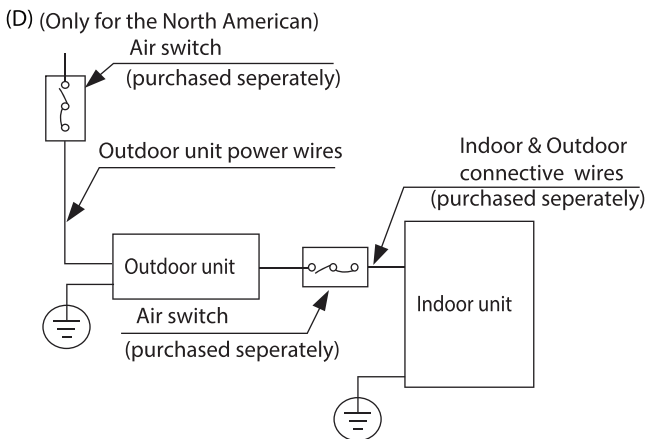 (D) (Only for the North American)
Air switch
(purchased seperately)
Outdoor unit power wires
Indoor & Outdoor
connective wires
(purchased seperately)
Outdoor unit
Indoor unit
Air switch
(purchased seperately)